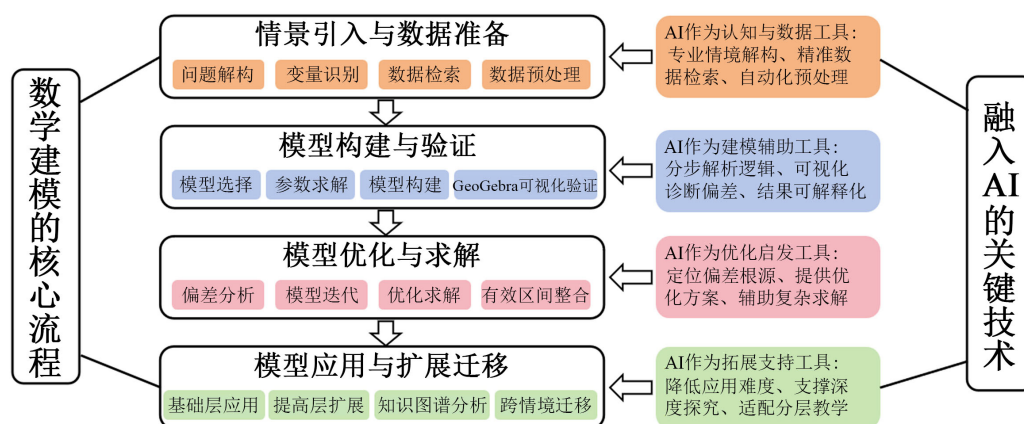 数学建模的核心流程
情景引入与数据准备
问题解构 变量识别 数据检索 数据预处理
AI作为认知与数据工具:
专业情境解构、精准数
据检索、自动化预处理
模型构建与验证
模型选择 参数求解 模型构建 GeoGebra可视化验证
AI作为建模辅助工具:
分步解析逻辑、可视化
诊断偏差、结果可解释化
模型优化与求解
偏差分析 模型迭代 优化求解 有效区间整合
AI作为优化启发工具:
定位偏差根源、提供优
化方案、辅助复杂求解
模型应用与扩展迁移
基础层应用 提高层扩展 知识图谱分析 跨情境迁移
AI作为拓展支持工具:
降低应用难度、支撑深
度探究、适配分层教学
融入AI的关键技术